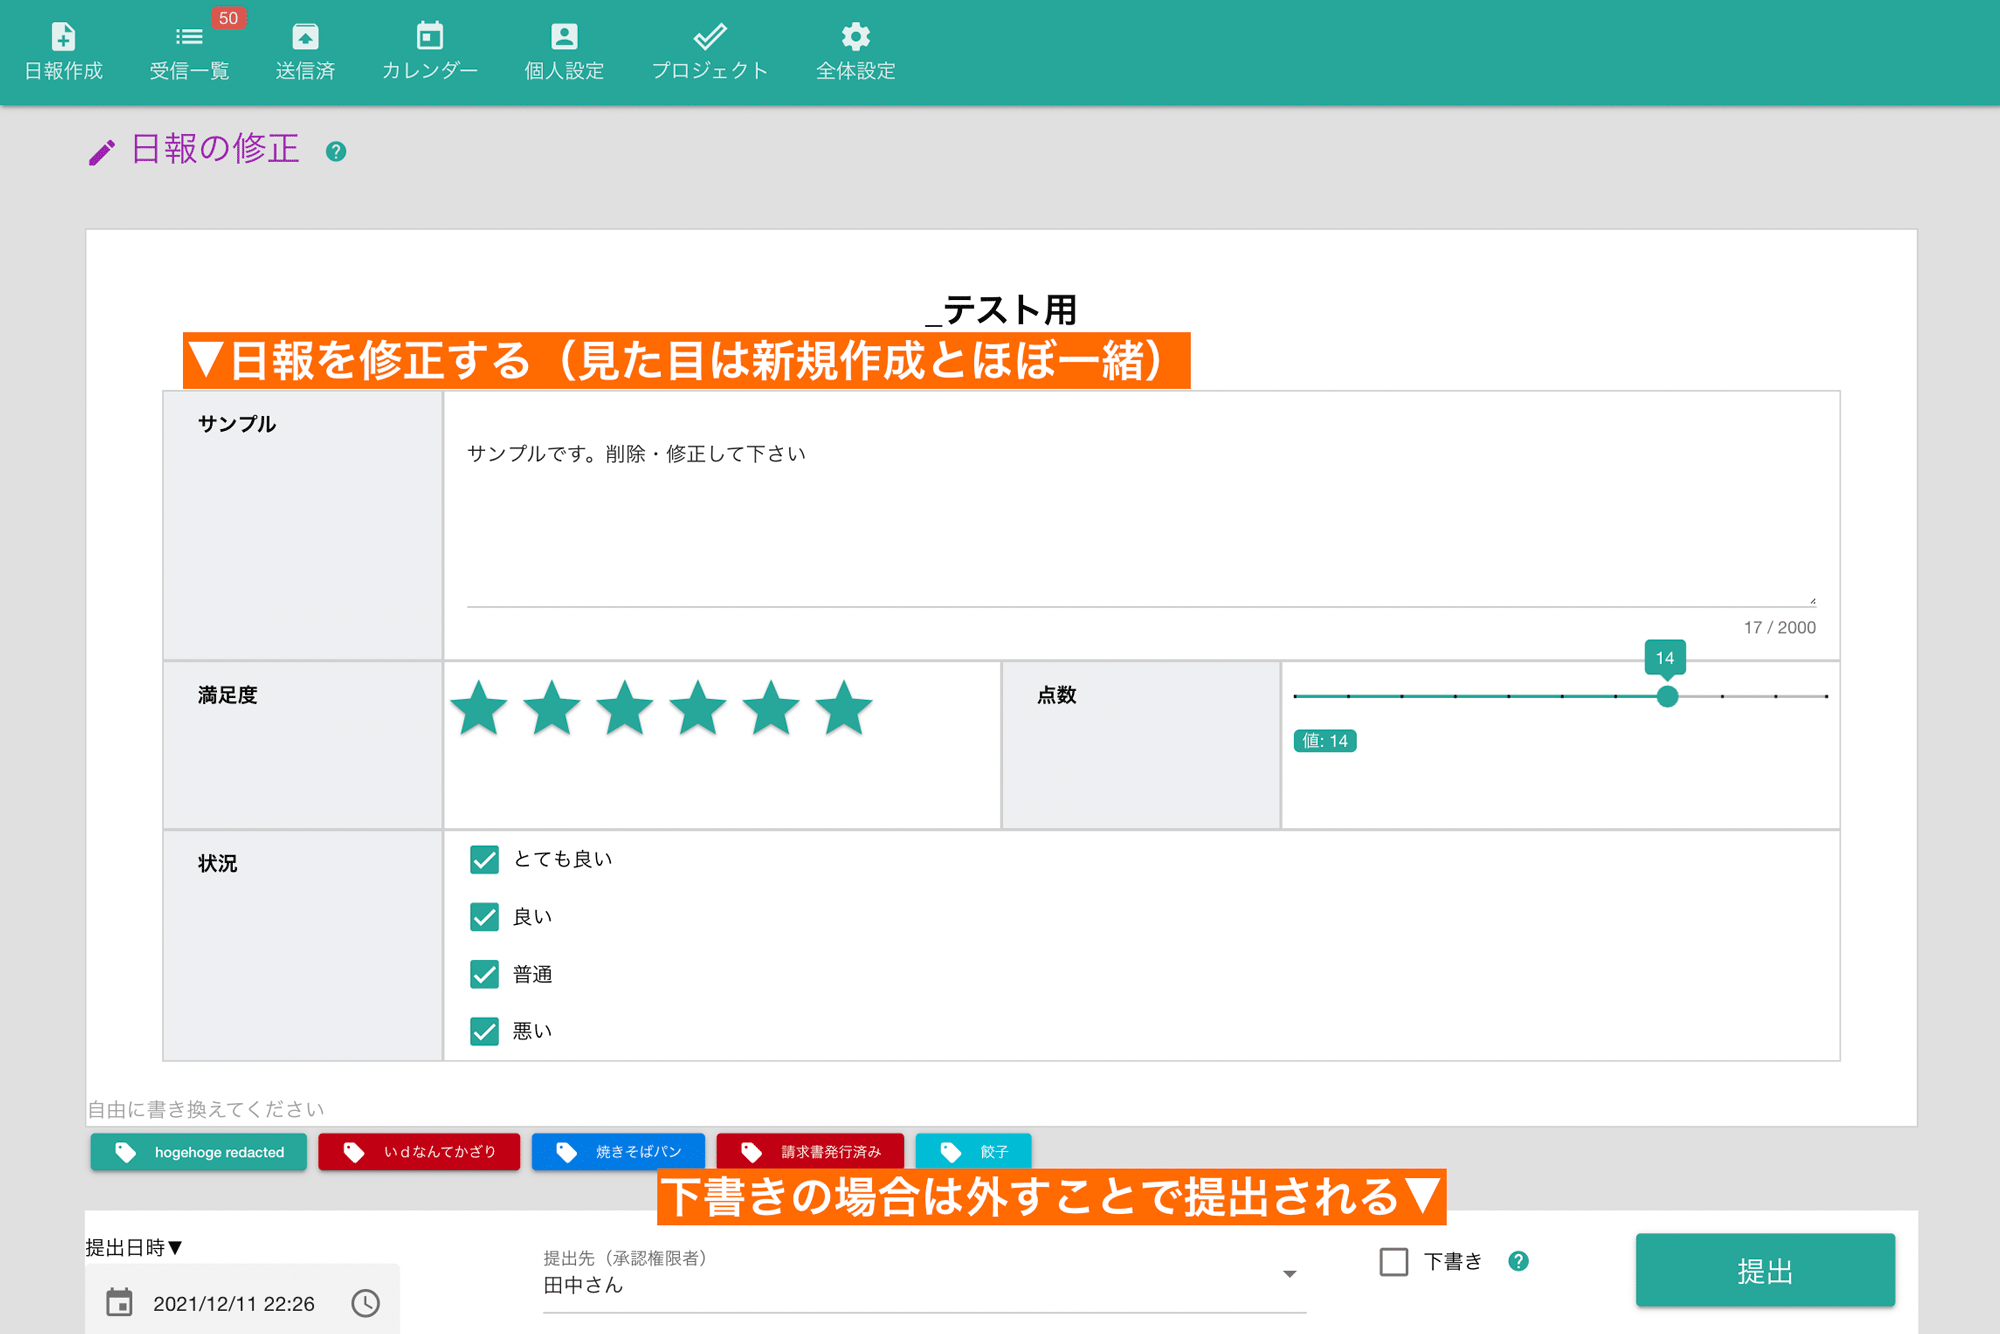 50
日報作成 受信一覧 送信済 カレンダー 個人設定 プロジェクト 全体設定
日報の修正 ?
_テスト用
▼日報を修正する（見た目は新規作成とほぼ一緒）
サンプル
サンプルです。削除・修正して下さい
17 / 2000
14
満足度
点数
値: 14
状況
とても良い
良い
普通
悪い
自由に書き換えてください
hogehoge redacted いｄなんてかざり 焼きそばパン 請求書発行済み 餃子
下書きの場合は外すことで提出される▼
提出日時▼
2021/12/11 22:26
提出先（承認権限者）
田中さん
下書き ?
提出